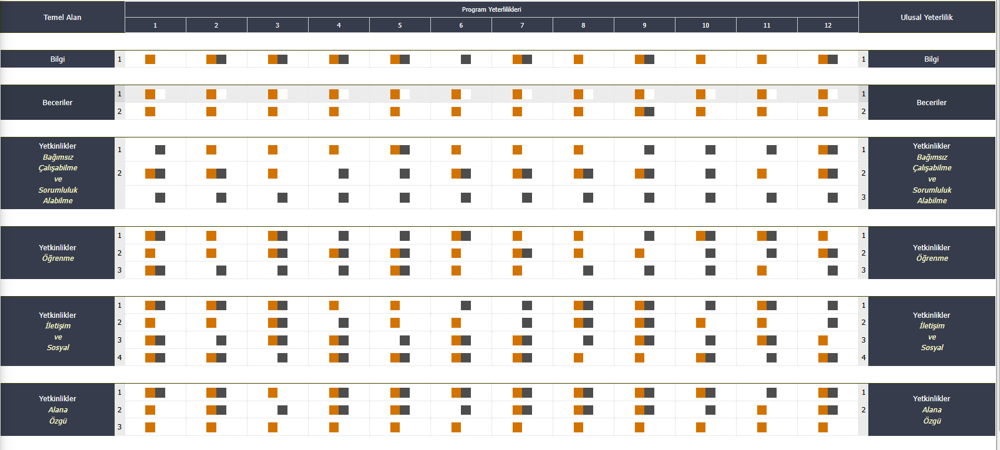 Temel Alan
Program Yeterlilikleri
Ulusal Yeterlilik
1 2 3 4 5 6 7 8 9 10 11 12
Bilgi 1 1 Bilgi
Beceriler 1 1 Beceriler
2 2
Yetkinlikler
Bağımsız
Çalışabilme
ve
Sorumluluk
Alabilme
1
2
1
2
3
Yetkinlikler
Bağımsız
Çalışabilme
ve
Sorumluluk
Alabilme
Yetkinlikler
Öğrenme
1
2
3
1
2
3
Yetkinlikler
Öğrenme
Yetkinlikler
İletişim
ve
Sosyal
1
2
3
4
1
2
3
4
Yetkinlikler
İletişim
ve
Sosyal
Yetkinlikler
Alana
Özgü
1
2
3
1
2
Yetkinlikler
Alana
Özgü